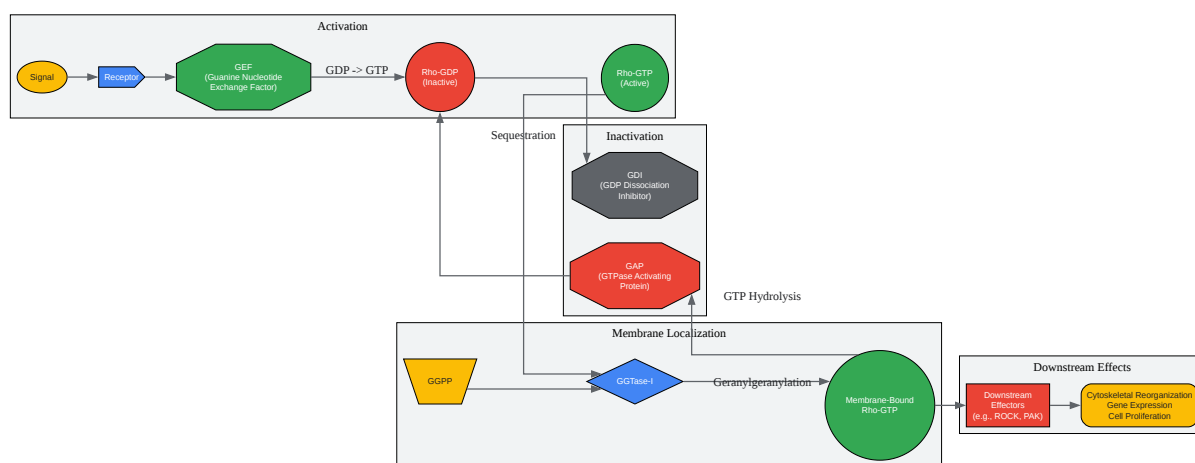 Activation
Signal
Receptor
GEF
(Guanine Nucleotide
Exchange Factor)
GDP -> GTP
Rho-GDP
(Inactive)
Rho-GTP
(Active)
Sequestration
Inactivation
GDI
(GDP Dissociation
Inhibitor)
GAP
(GTPase Activating
Protein)
GTP Hydrolysis
Membrane Localization
GGPP
GGTase-I
Geranylgeranylation
Membrane-Bound
Rho-GTP
Downstream Effects
Downstream
Effectors
(e.g., ROCK, PAK)
Cytoskeletal Reorganization
Gene Expression
Cell Proliferation